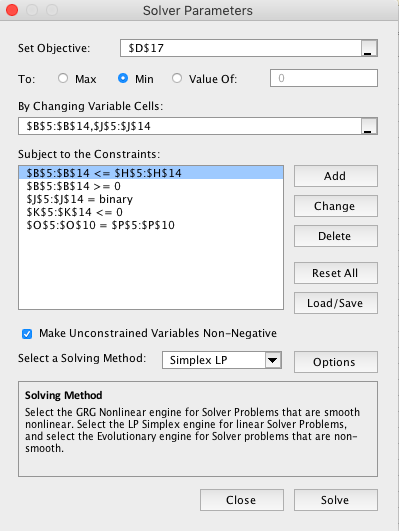 Solver Parameters
Set Objective: $D$17
To: Max Min Value Of: 0
By Changing Variable Cells:
$B$5:$B$14,$J$5:$J$14
Subject to the Constraints:
$B$5:$B$14 <= $H$5:$H$14
$B$5:$B$14 >= 0
$J$5:$J$14 = binary
$K$5:$K$14 <= 0
$O$5:$O$10 = $P$5:$P$10
Add
Change
Delete
Reset All
Load/Save
Make Unconstrained Variables Non-Negative
Select a Solving Method: Simplex LP Options
Solving Method
Select the GRG Nonlinear engine for Solver Problems that are smooth
nonlinear. Select the LP Simplex engine for linear Solver Problems,
and select the Evolutionary engine for Solver problems that are non-
smooth.
Close Solve